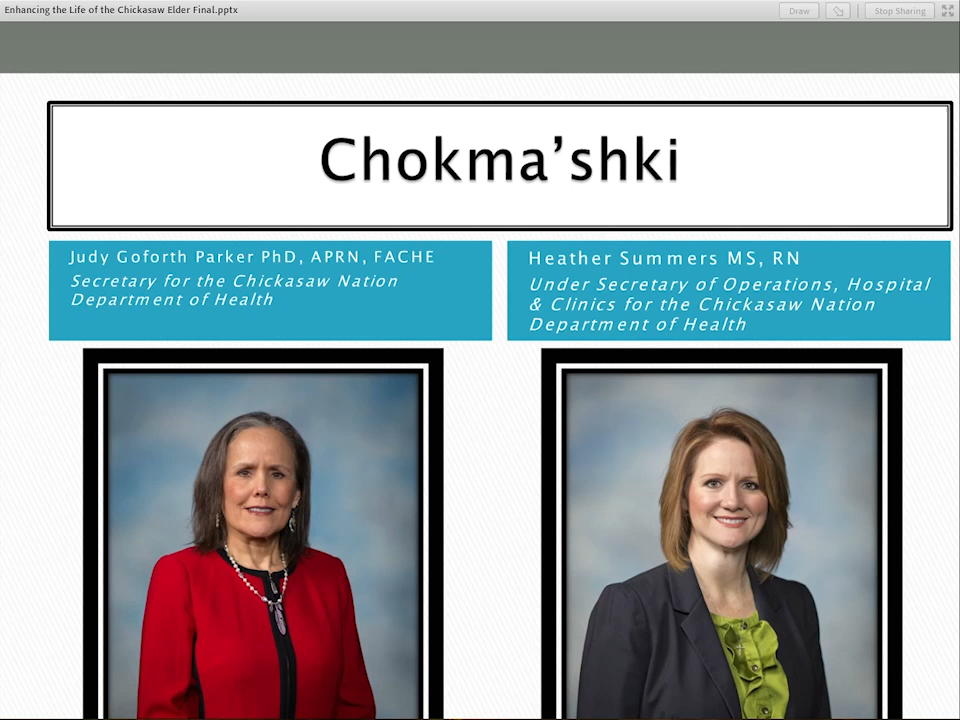 Enhancing the Life of the Chickasaw Elder Final.pptx
Draw
Stop Sharing
Chokma’shki
Judy Goforth Parker PhD, APRN, FACHE
Secretary for the Chickasaw Nation
Department of Health
Heather Summers MS, RN
Under Secretary of Operations, Hospital
& Clinics for the Chickasaw Nation
Department of Health